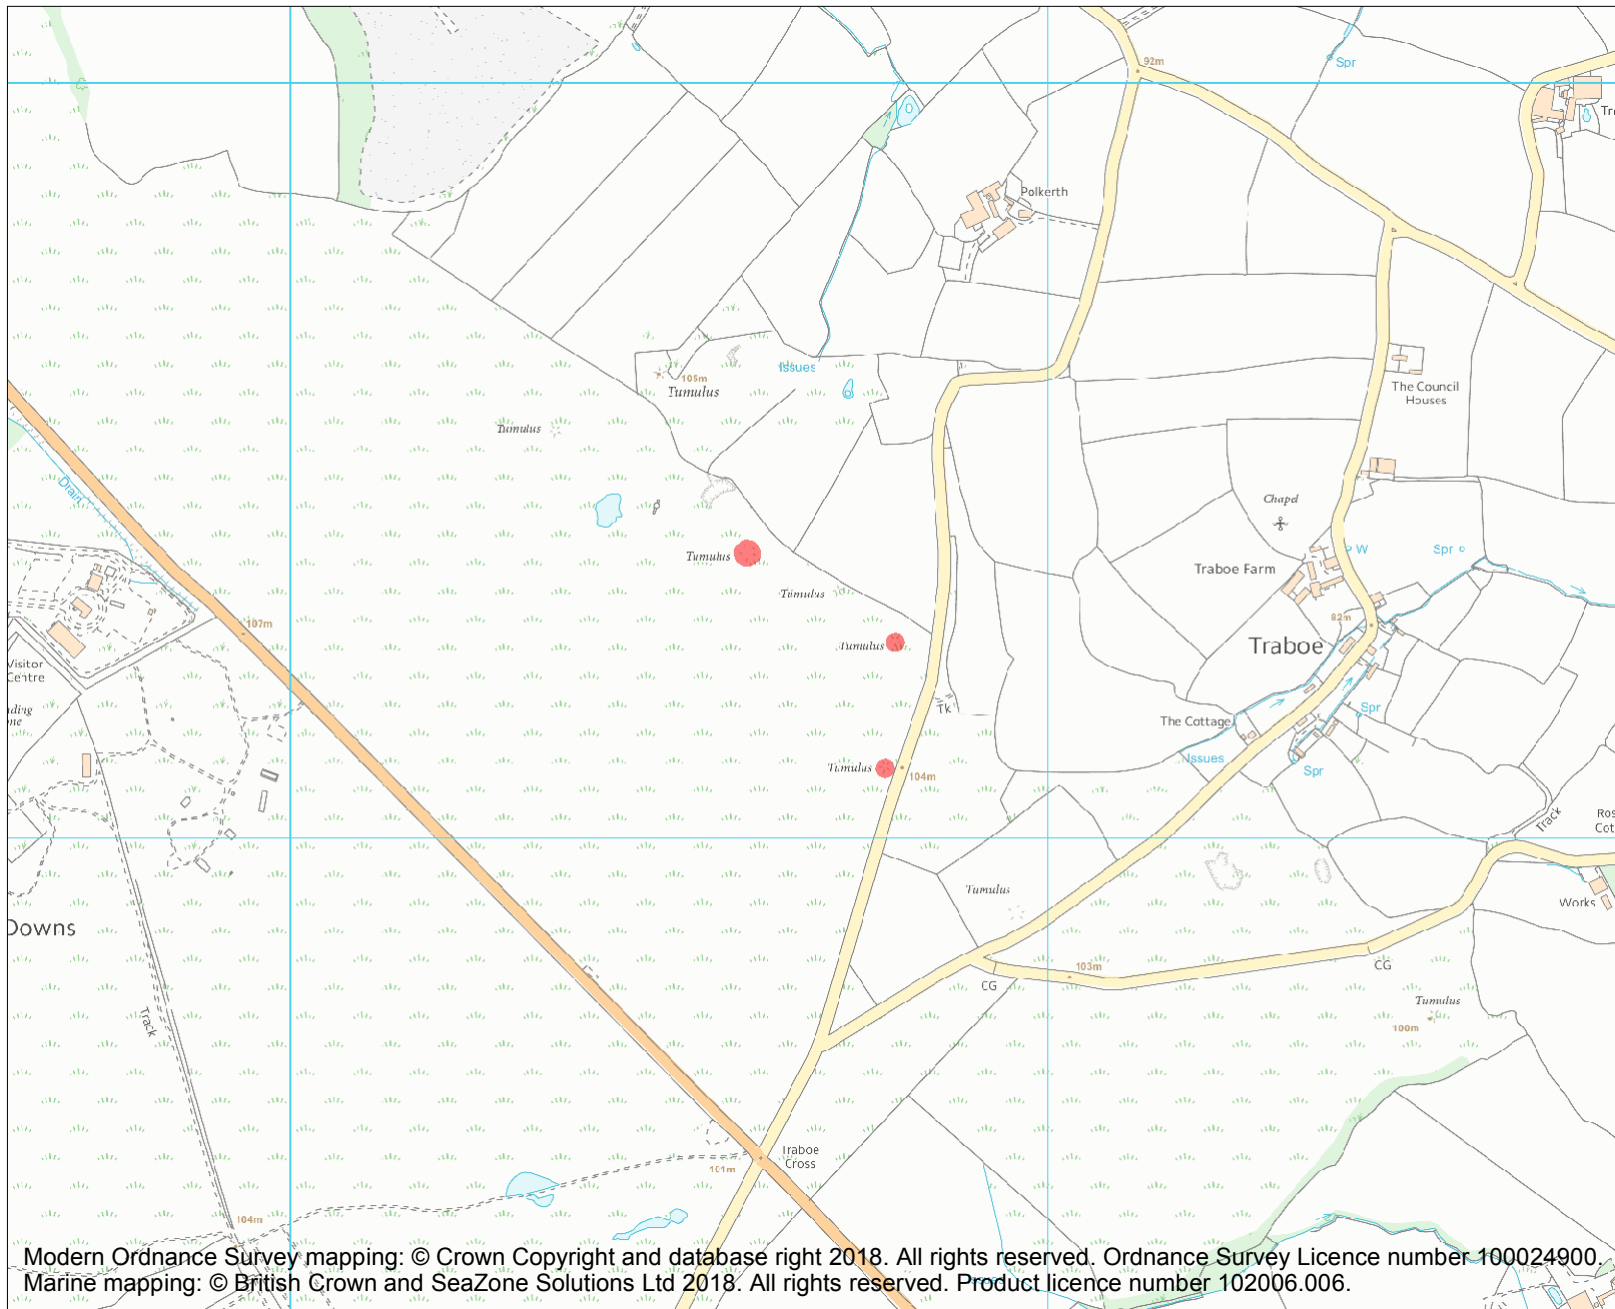 92m
Spr
Polkerth
Issues
105m
Tumulus
Tumulus
The Council
Houses
Drain
Chapel
Tumulus
W
Spr
Traboe Farm
Tumulus
107m
82m
Tumulus
Traboe
Visitor
Centre
Tk
Spr
The Cottage
Issues
Tumulus
104m
Spr
Track
Tumulus
Works
Downs
103m
CG
CG
Tumulus
100m
Track
Traboe
Cross
101m
104m
Modern Ordnance Survey mapping: © Crown Copyright and database right 2018. All rights reserved. Ordnance Survey Licence number 100024900.
Marine mapping: © British Crown and SeaZone Solutions Ltd 2018. All rights reserved. Product licence number 102006.006.